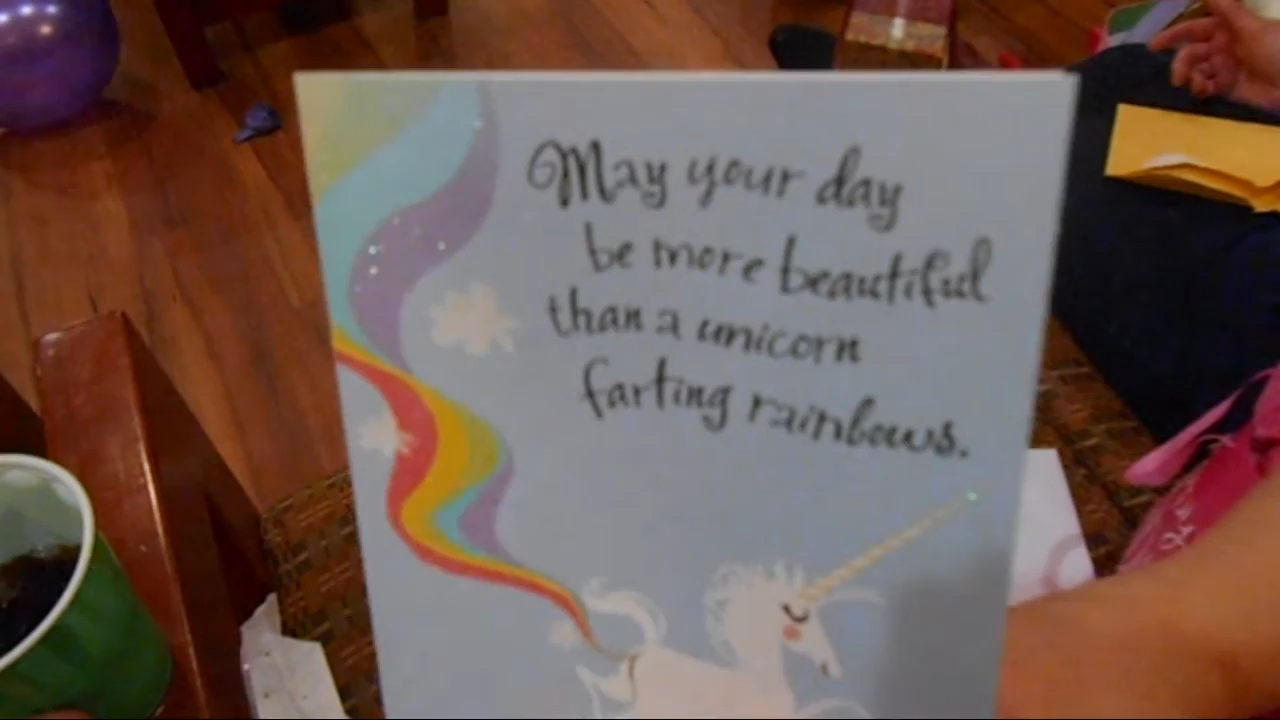 May your day
be more beautiful
than a unicorn
farting rainbows.